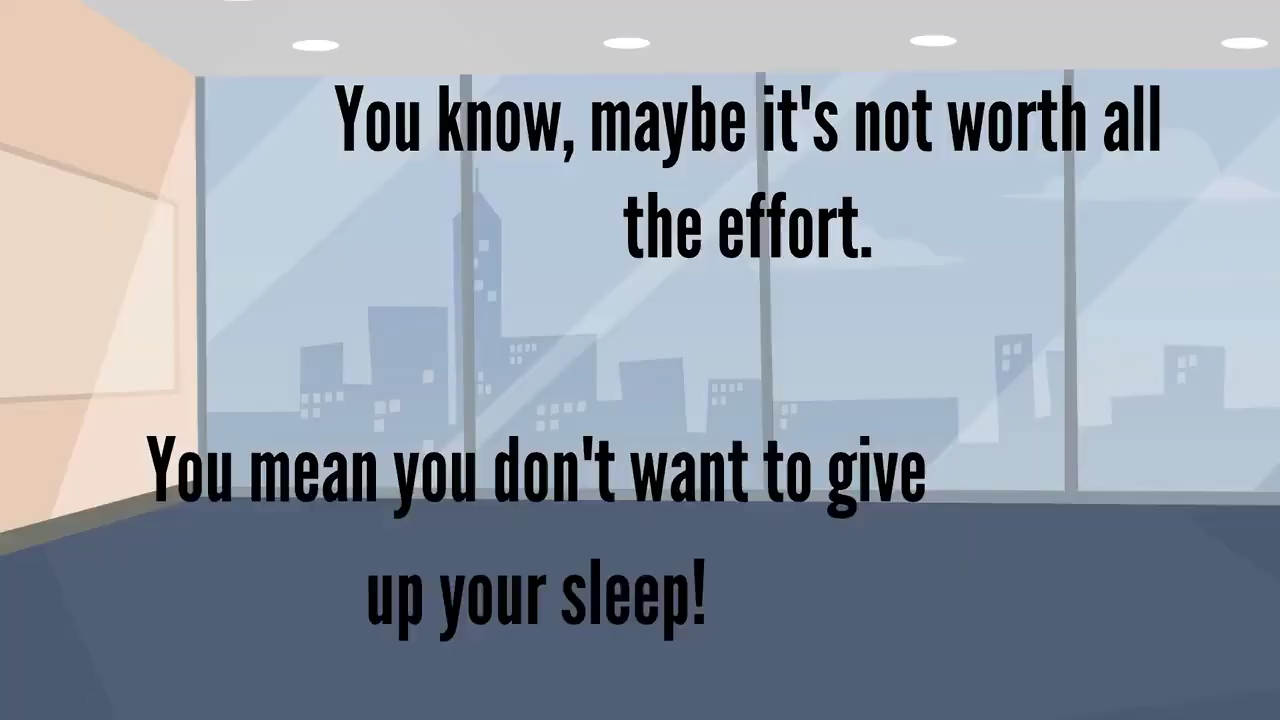 You know, maybe it's not worth all
the effort.
You mean you don't want to give
up your sleep!